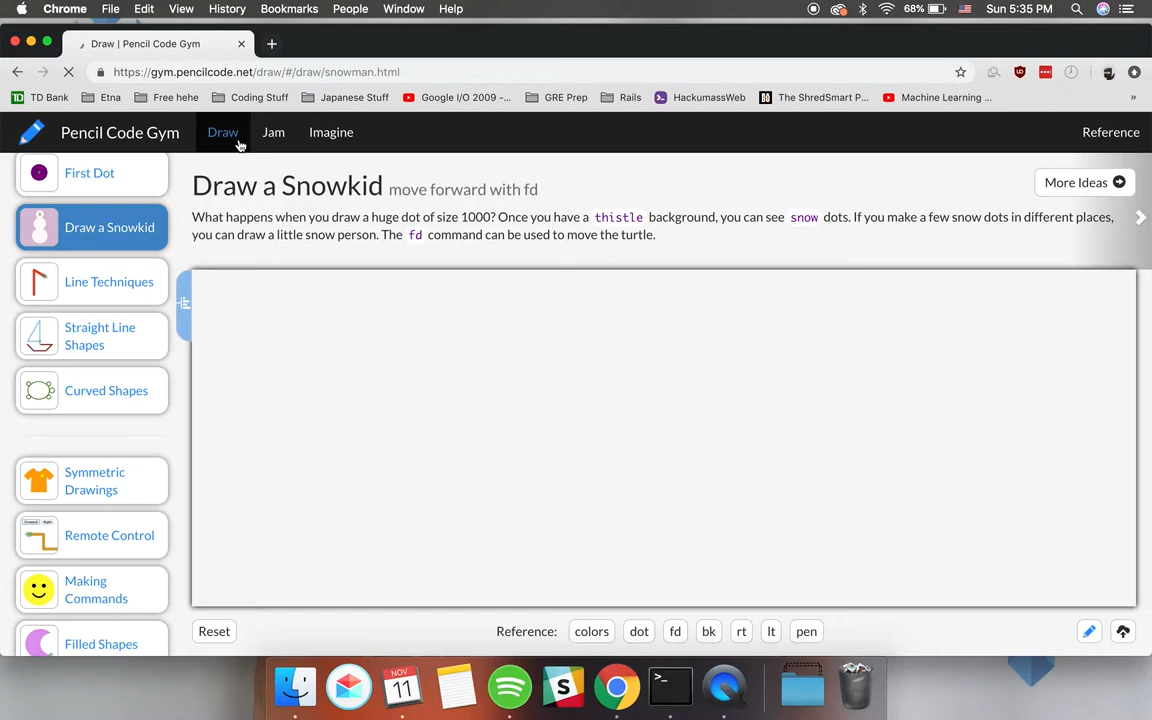 Chrome File Edit View History Bookmarks People Window Help 68% Sun 5:35 PM
Draw | Pencil Code Gym
https://gym.pencilcode.net/draw/#/draw/snowman.html
TD Bank Etna Free hehe Coding Stuff Japanese Stuff Google I/O 2009 -... GRE Prep Rails HackumassWeb The ShredSmart P... Machine Learning ... »
Pencil Code Gym Draw Jam Imagine Reference
First Dot
Draw a Snowkid
Line Techniques
Straight Line
Shapes
Curved Shapes
Symmetric
Drawings
Remote Control
Making
Commands
Filled Shapes
Draw a Snowkid move forward with fd
More Ideas
What happens when you draw a huge dot of size 1000? Once you have a thistle background, you can see snow dots. If you make a few snow dots in different places,
you can draw a little snow person. The fd command can be used to move the turtle.
Reset Reference: colors dot fd bk rt lt pen
NOV
11